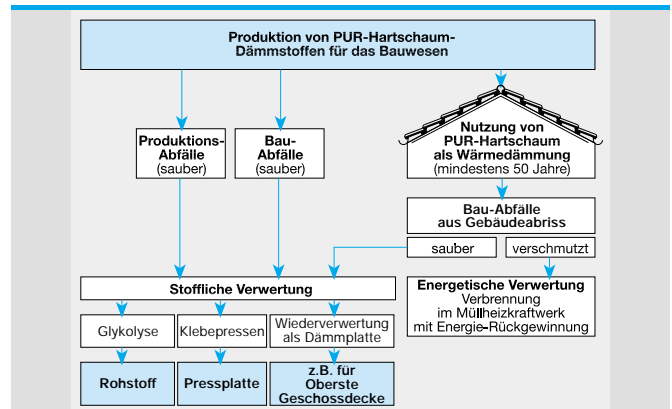 Produktion von PUR-Hartschaum-
Dämmstoffen für das Bauwesen
Produktions-
Abfälle
(sauber)
Bau-
Abfälle
(sauber)
Nutzung von
PUR-Hartschaum
als Wärmedämmung
(mindestens 50 Jahre)
Bau-Abfälle
aus Gebäudeabriss
sauber
verschmutzt
Stoffliche Verwertung
Energetische Verwertung
Verbrennung
im Müllheizkraftwerk
mit Energie-Rückgewinnung
Glykolyse
Klebepressen
Wiederverwertung
als Dämmplatte
Rohstoff
Pressplatte
z.B. für
Oberste
Geschossdecke